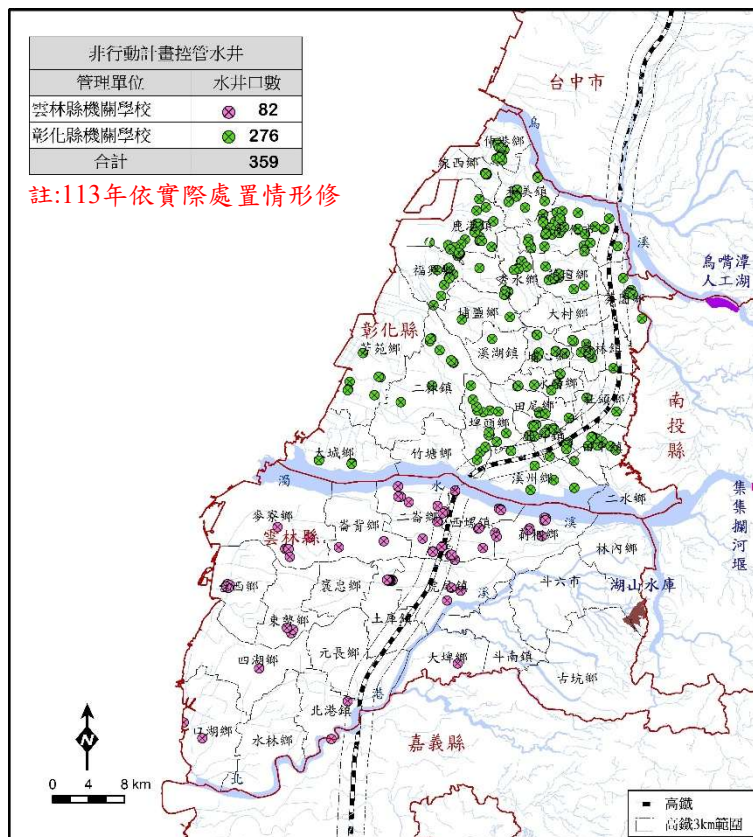 非行動計畫控管水井
管理單位 水井口數
雲林縣機關學校 82
彰化縣機關學校 276
合計 359
註:113年依實際處置情形修
台中市
烏
伸港鄉
線西鄉
鹿港鎮
溪
烏嘴潭
人工湖
秀水鄉
埔鹽鄉
大村鄉
彰化縣
芳苑鄉
溪湖鎮
二林鎮
田尾鄉
埤頭鄉
南投縣
大城鄉
竹塘鄉
溪州鄉
二水鄉
濁
水
溪
集集攔河堰
麥寮鄉
崙背鄉
二崙鄉
西螺鎮
莿桐鄉
雲林縣
林內鄉
斗六市
湖山水庫
褒忠鄉
虎尾鎮
溪
東勢鄉
土庫鎮
元長鄉
四湖鄉
大埤鄉
斗南鎮
古坑鄉
北港鎮
港
口湖鄉
水林鄉
嘉義縣
北
N
0 4 8 km
高鐵
高鐵3km範圍